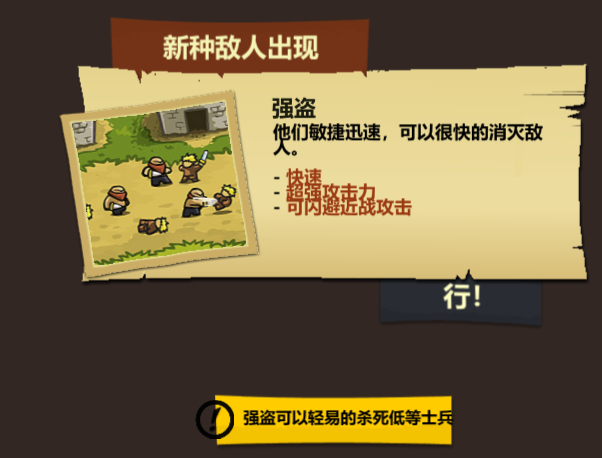 新种敌人出现
强盗
他们敏捷迅速，可以很快的消灭敌
人。
- 快速
- 超强攻击力
- 可闪避近战攻击
行！
强盗可以轻易的杀死低等士兵